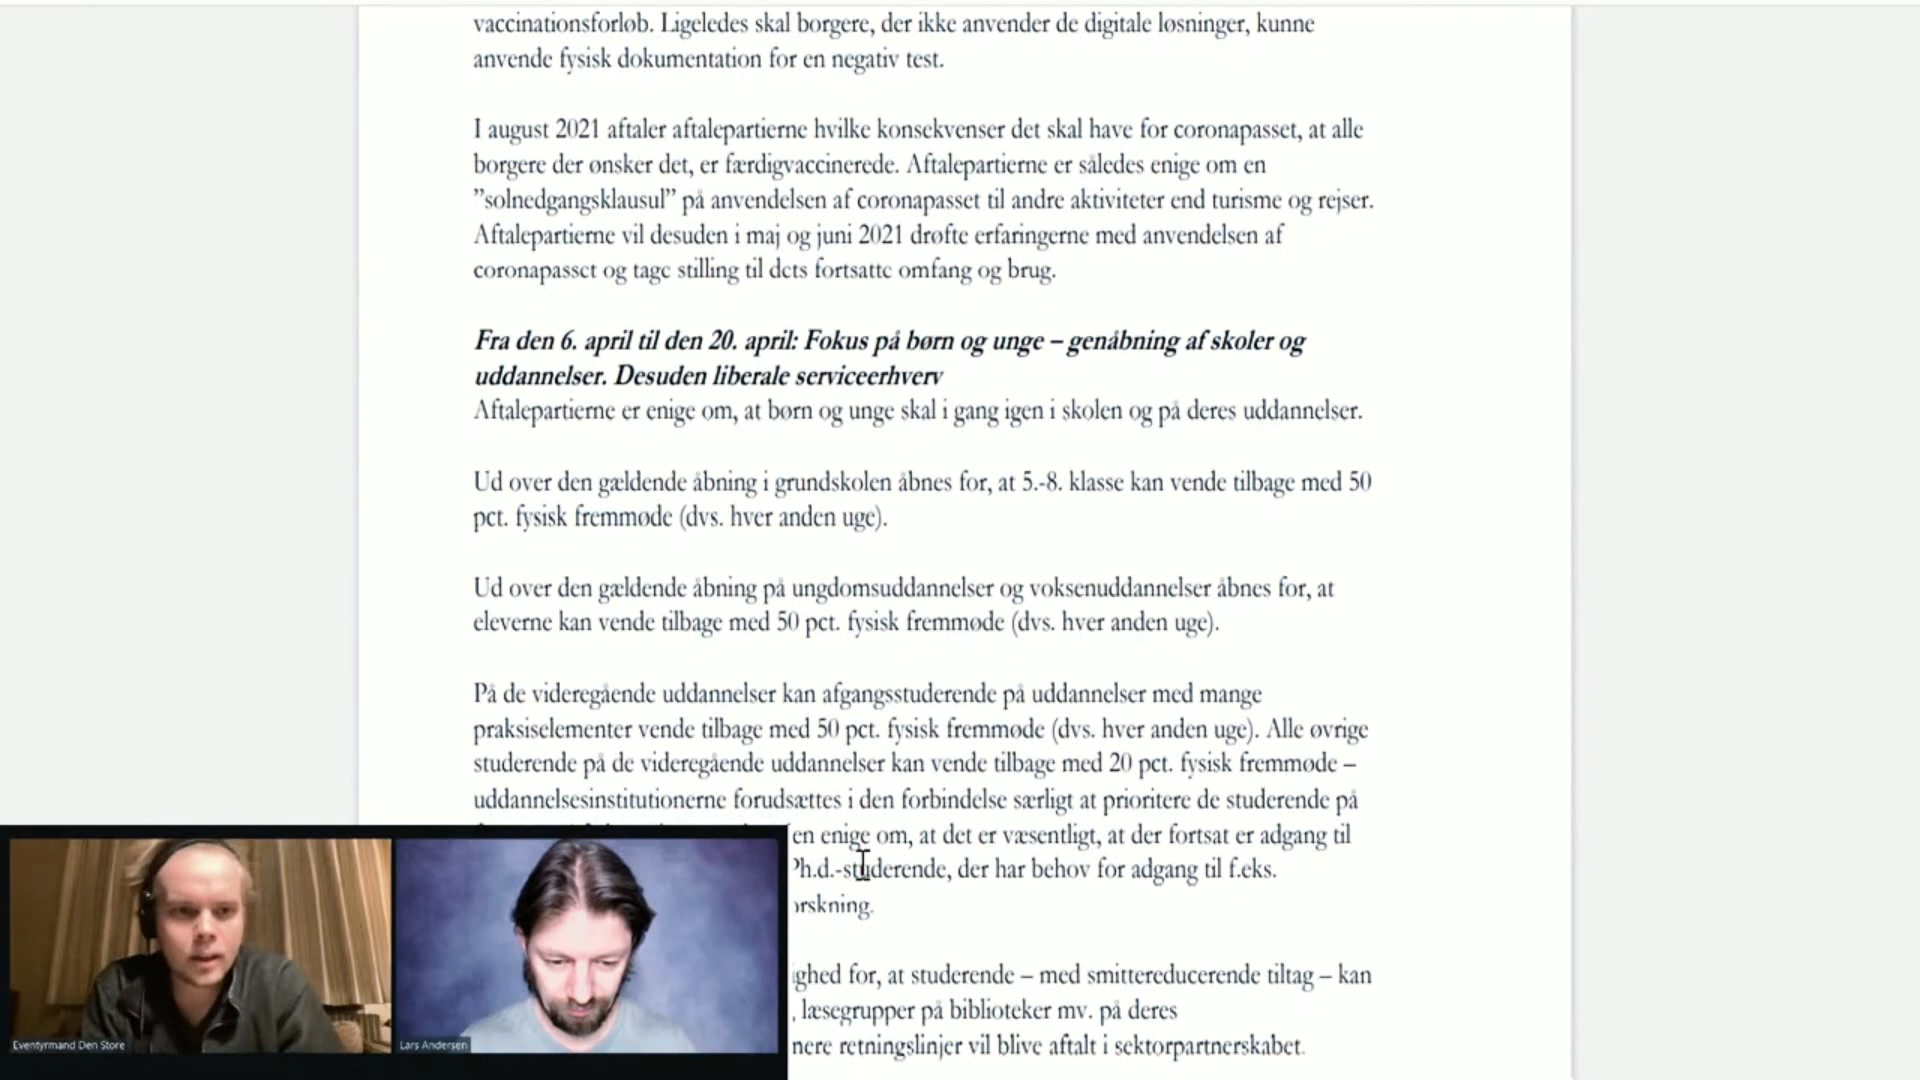 vaccinationsforløb. Ligeledes skal borgere, der ikke anvender de digitale løsninger, kunne
anvende fysisk dokumentation for en negativ test.
I august 2021 aftaler aftalepartierne hvilke konsekvenser det skal have for coronapasset, at alle
borgere der ønsker det, er færdigvaccinerede. Aftalepartierne er således enige om en
”solnedgangsklausul” på anvendelsen af coronapasset til andre aktiviteter end turisme og rejser.
Aftalepartierne vil desuden i maj og juni 2021 drøfte erfaringerne med anvendelsen af
coronapasset og tage stilling til dets fortsatte omfang og brug.
Fra den 6. april til den 20. april: Fokus på børn og unge – genåbning af skoler og
uddannelser. Desuden liberale serviceerhverv
Aftalepartierne er enige om, at børn og unge skal i gang igen i skolen og på deres uddannelser.
Ud over den gældende åbning i grundskolen åbnes for, at 5.-8. klasse kan vende tilbage med 50
pct. fysisk fremmøde (dvs. hver anden uge).
Ud over den gældende åbning på ungdomsuddannelser og voksenuddannelser åbnes for, at
eleverne kan vende tilbage med 50 pct. fysisk fremmøde (dvs. hver anden uge).
På de videregående uddannelser kan afgangsstuderende på uddannelser med mange
praksiselementer vende tilbage med 50 pct. fysisk fremmøde (dvs. hver anden uge). Alle øvrige
studerende på de videregående uddannelser kan vende tilbage med 20 pct. fysisk fremmøde –
uddannelsesinstitutionerne forudsættes i den forbindelse særligt at prioritere de studerende på
en enige om, at det er væsentligt, at der fortsat er adgang til
Ph.d.-studerende, der har behov for adgang til f.eks.
orskning.
ghed for, at studerende – med smittereducerende tiltag – kan
, læsegrupper på biblioteker mv. på deres
nere retningslinjer vil blive aftalt i sektorpartnerskabet.
Eventyrmand Den Store
Lars Andersen